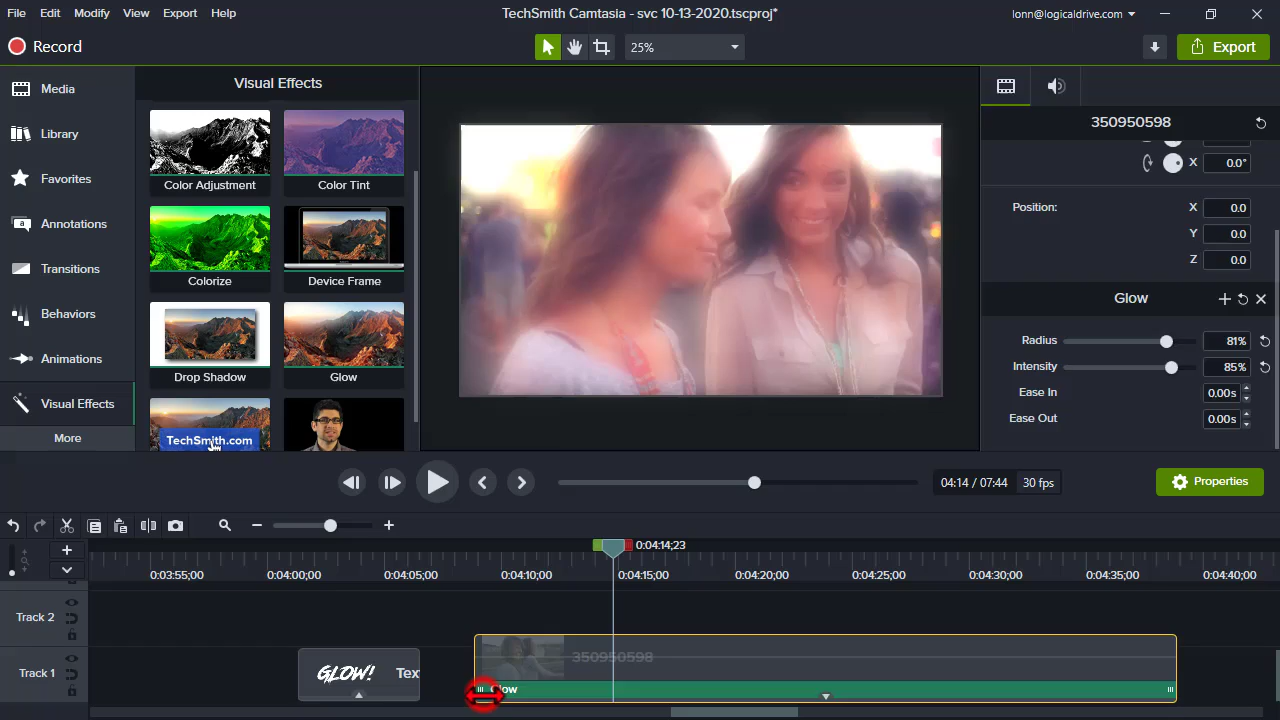 File Edit Modify View Export Help
TechSmith Camtasia - svc 10-13-2020.tscproj*
lonn@logicaldrive.com
Record
25%
Export
Media
Library
Favorites
Annotations
Transitions
Behaviors
Animations
Visual Effects
More
Visual Effects
Color Adjustment
Color Tint
Colorize
Device Frame
Drop Shadow
Glow
TechSmith.com
350950598
X 0.0°
Position: X 0.0
Y 0.0
Z 0.0
Glow
Radius 81%
Intensity 85%
Ease In 0.00s
Ease Out 0.00s
04:14 / 07:44 30 fps
Properties
0:04:14;23
0:03:55;00 0:04:00;00 0:04:05;00 0:04:10;00 0:04:15;00 0:04:20;00 0:04:25;00 0:04:30;00 0:04:35;00 0:04:40;00
Track 2
Track 1
GLOW! Tex
350950598
Glow